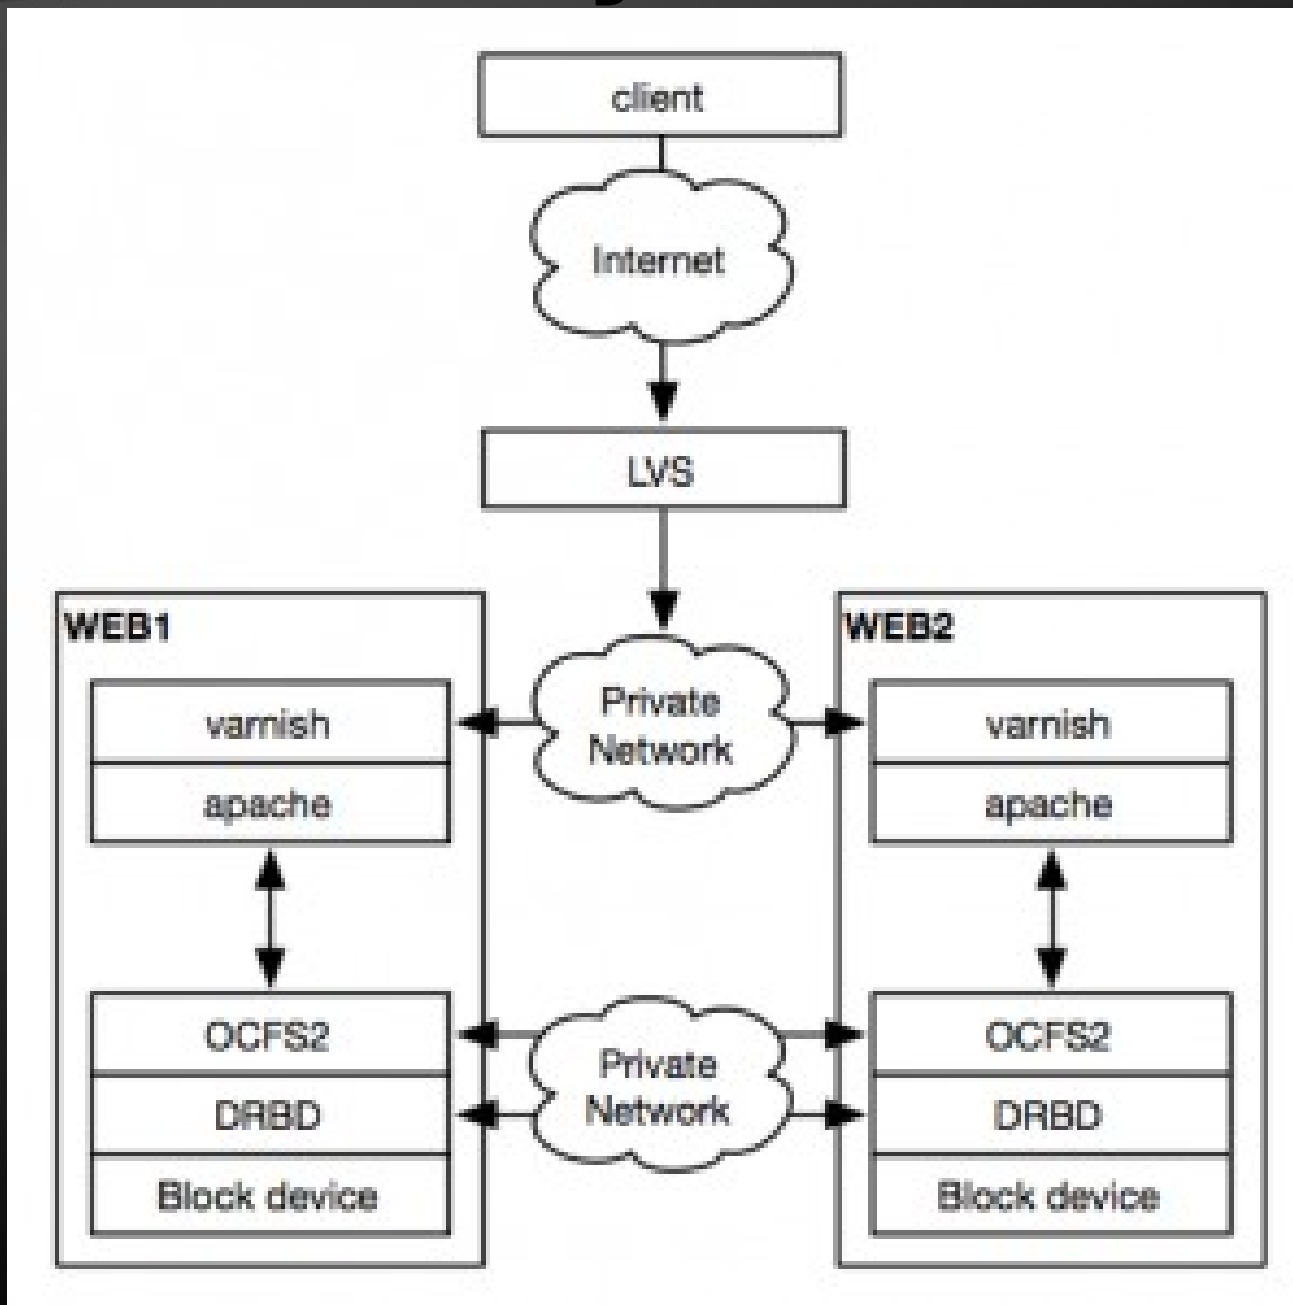 client
Internet
LVS
WEB1
varnish
apache
OCFS2
DRBD
Block device
Private
Network
Private
Network
WEB2
varnish
apache
OCFS2
DRBD
Block device